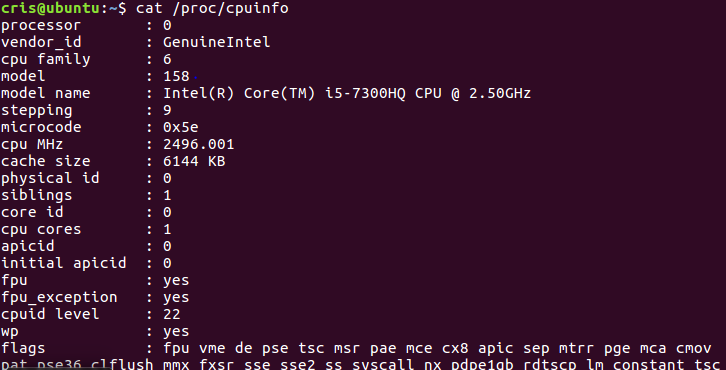 cris@ubuntu:~$ cat /proc/cpuinfo
processor : 0
vendor_id : GenuineIntel
cpu family : 6
model : 158
model name : Intel(R) Core(TM) i5-7300HQ CPU @ 2.50GHz
stepping : 9
microcode : 0x5e
cpu MHz : 2496.001
cache size : 6144 KB
physical id : 0
siblings : 1
core id : 0
cpu cores : 1
apicid : 0
initial apicid : 0
fpu : yes
fpu_exception : yes
cpuid level : 22
wp : yes
flags : fpu vme de pse tsc msr pae mce cx8 apic sep mtrr pge mca cmov
pat pse36 clflush mmx fxsr sse sse2 ss syscall nx pdpe1gb rdtscp lm constant_tsc